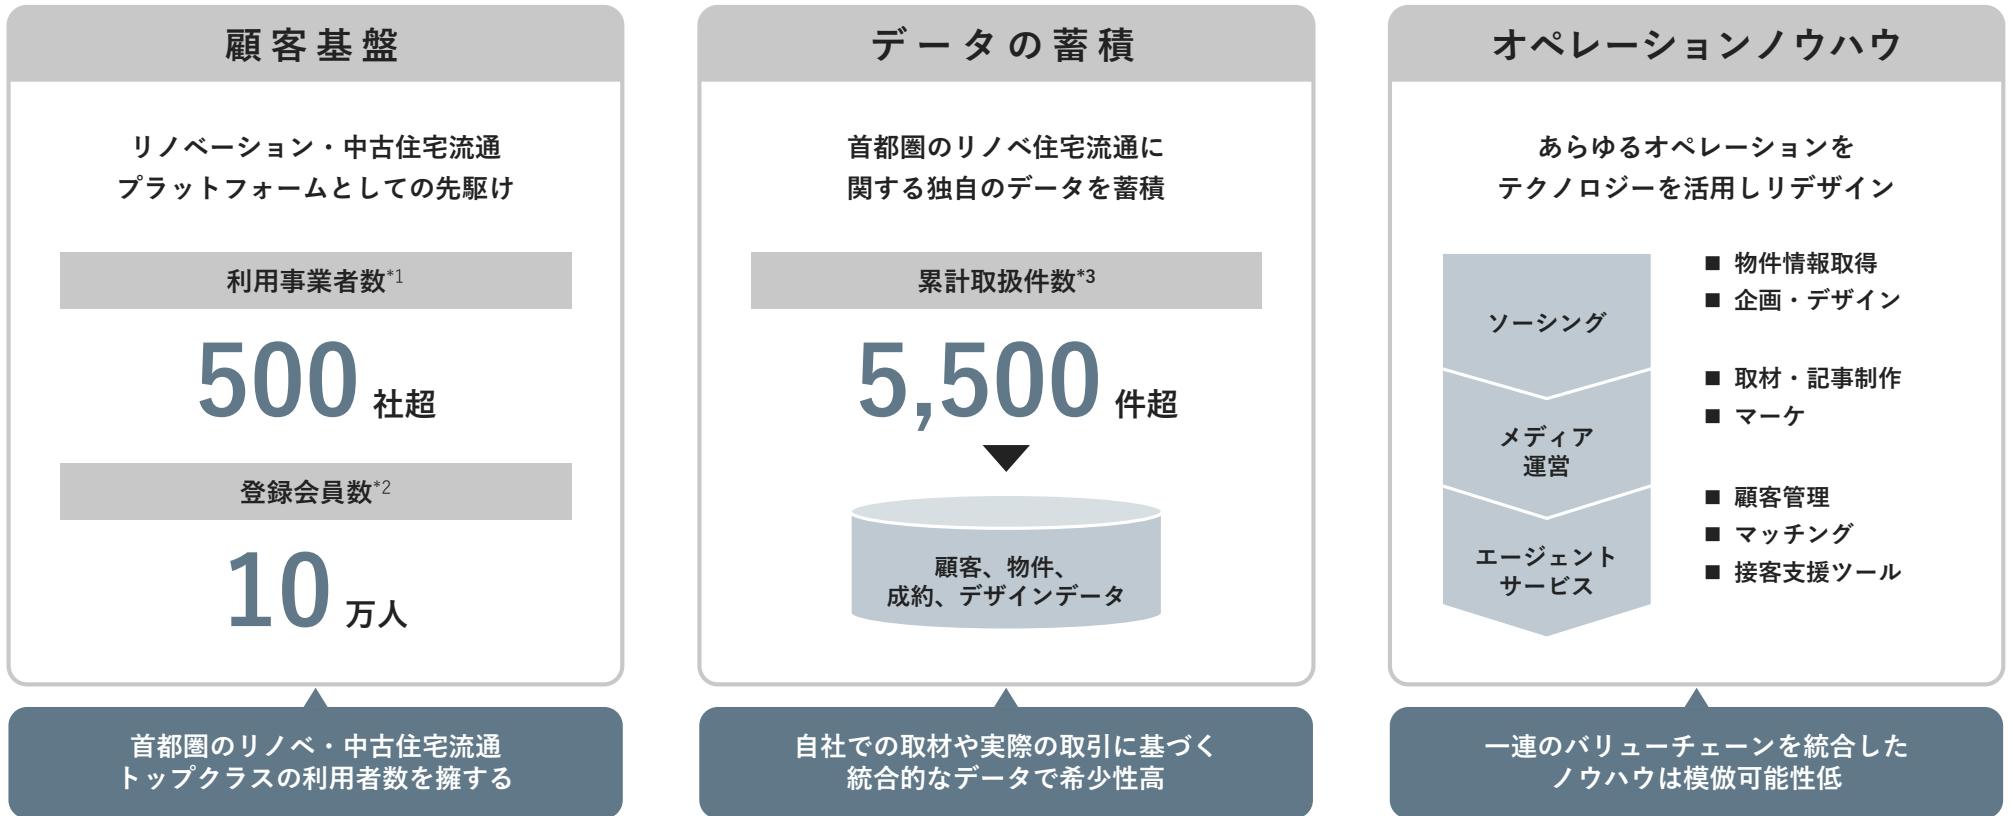 顧客基盤
リノベーション・中古住宅流通
プラットフォームとしての先駆け
利用事業者数*1
500社超
登録会員数*2
10万人
首都圏のリノベ・中古住宅流通
トップクラスの利用者数を擁する
データの蓄積
首都圏のリノベ住宅流通に
関する独自のデータを蓄積
累計取扱件数*3
5,500件超
顧客、物件、
成約、デザインデータ
自社での取材や実際の取引に基づく
統合的なデータで希少性高
オペレーションノウハウ
あらゆるオペレーションを
テクノロジーを活用しリデザイン
ソーシング
■ 物件情報取得
■ 企画・デザイン
メディア
運営
■ 取材・記事制作
■ マーケ
エージェント
サービス
■ 顧客管理
■ マッチング
■ 接客支援ツール
一連のバリューチェーンを統合した
ノウハウは模倣可能性低